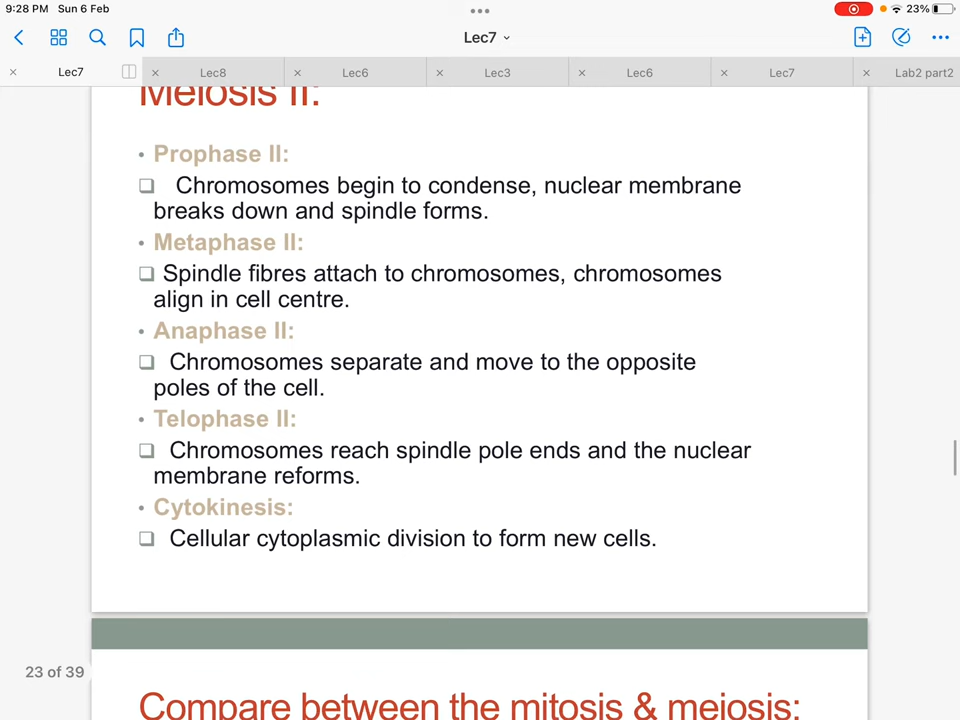 9:28 PM Sun 6 Feb
23%
Lec7
Lec7
Lec8
Lec6
Lec3
Lec6
Lec7
Lab2 part2
Meiosis II:
• Prophase II:
❑ Chromosomes begin to condense, nuclear membrane
breaks down and spindle forms.
• Metaphase II:
❑ Spindle fibres attach to chromosomes, chromosomes
align in cell centre.
• Anaphase II:
❑ Chromosomes separate and move to the opposite
poles of the cell.
• Telophase II:
❑ Chromosomes reach spindle pole ends and the nuclear
membrane reforms.
• Cytokinesis:
❑ Cellular cytoplasmic division to form new cells.
23 of 39
Compare between the mitosis & meiosis: